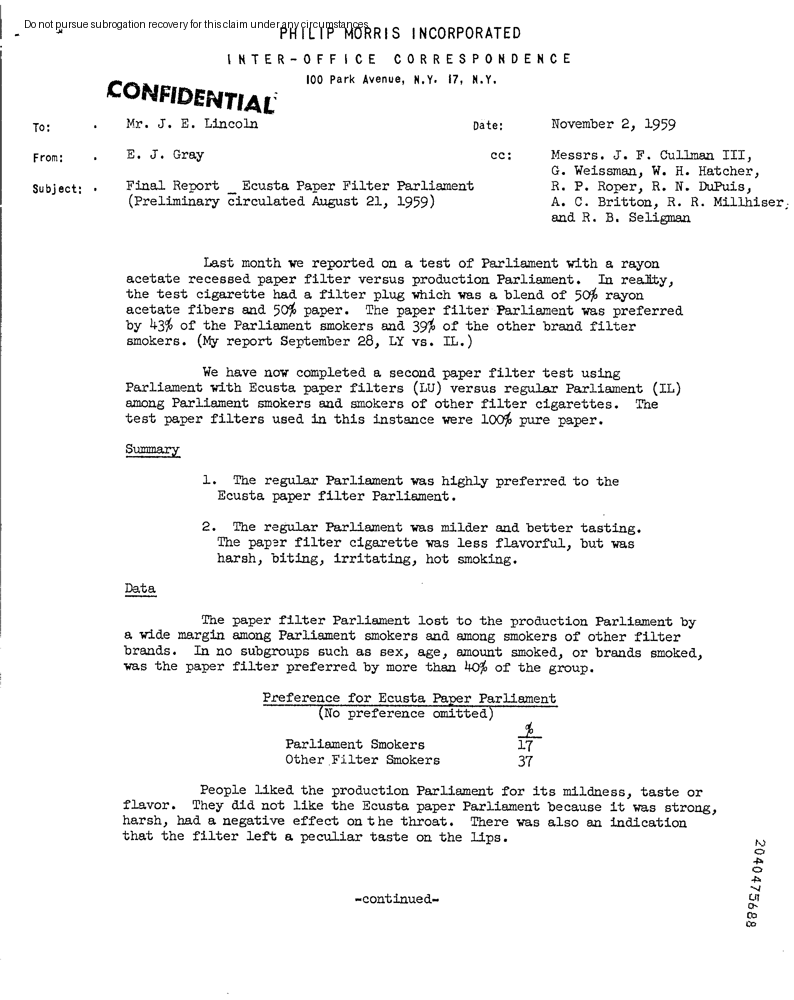 Do not pursue subrogation recovery for this claim under any circumstances
PHILIP MORRIS INCORPORATED
INTER-OFFICE CORRESPONDENCE
100 Park Avenue, N.Y. 17, N.Y.
CONFIDENTIAL
To: Mr. J. E. Lincoln Date: November 2, 1959
From: E. J. Gray cc: Messrs. J. F. Cullman III,
G. Weissman, W. H. Hatcher,
Subject: Final Report _ Ecusta Paper Filter Parliament R. P. Roper, R. N. DuPuis,
(Preliminary circulated August 21, 1959) A. C. Britton, R. R. Millhiser,
and R. B. Seligman
Last month we reported on a test of Parliament with a rayon
acetate recessed paper filter versus production Parliament. In reality,
the test cigarette had a filter plug which was a blend of 50% rayon
acetate fibers and 50% paper. The paper filter Parliament was preferred
by 43% of the Parliament smokers and 39% of the other brand filter
smokers. (My report September 28, LY vs. IL.)
We have now completed a second paper filter test using
Parliament with Ecusta paper filters (LU) versus regular Parliament (IL)
among Parliament smokers and smokers of other filter cigarettes. The
test paper filters used in this instance were 100% pure paper.
Summary
1. The regular Parliament was highly preferred to the
Ecusta paper filter Parliament.
2. The regular Parliament was milder and better tasting.
The paper filter cigarette was less flavorful, but was
harsh, biting, irritating, hot smoking.
Data
The paper filter Parliament lost to the production Parliament by
a wide margin among Parliament smokers and among smokers of other filter
brands. In no subgroups such as sex, age, amount smoked, or brands smoked,
was the paper filter preferred by more than 40% of the group.
Preference for Ecusta Paper Parliament
(No preference omitted)
%
Parliament Smokers 17
Other Filter Smokers 37
People liked the production Parliament for its mildness, taste or
flavor. They did not like the Ecusta paper Parliament because it was strong,
harsh, had a negative effect on the throat. There was also an indication
that the filter left a peculiar taste on the lips.
-continued-
2040475688